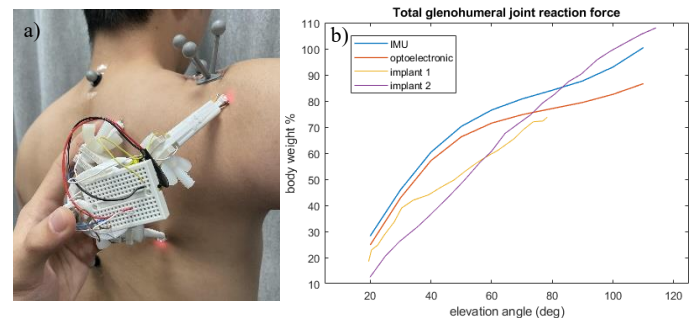 a)
b)
Total glenohumeral joint reaction force
110
100
90
80
70
60
50
40
30
20
10
body weight %
IMU
optoelectronic
implant 1
implant 2
20
40
60
80
100
120
elevation angle (deg)